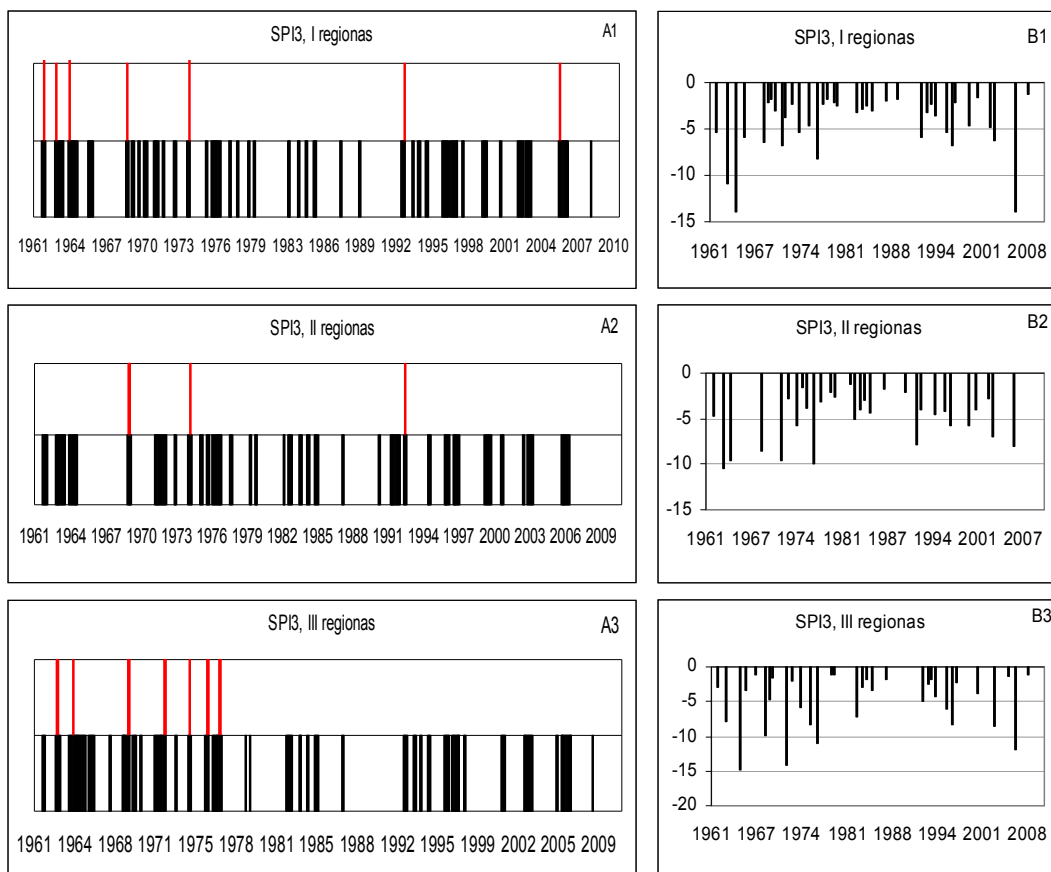 SPI3, I regionas
A1
1961 1964 1967 1970 1973 1976 1979 1983 1986 1989 1992 1995 1998 2001 2004 2007 2010
SPI3, I regionas
B1
0
-5
-10
-15
1961 1967 1974 1981 1988 1994 2001 2008
SPI3, II regionas
A2
1961 1964 1967 1970 1973 1976 1979 1982 1985 1988 1991 1994 1997 2000 2003 2006 2009
SPI3, II regionas
B2
0
-5
-10
-15
1961 1967 1974 1981 1987 1994 2001 2007
SPI3, III regionas
A3
1961 1964 1968 1971 1975 1978 1981 1985 1988 1992 1995 1999 2002 2005 2009
SPI3, III regionas
B3
0
-5
-10
-15
-20
1961 1967 1974 1981 1988 1994 2001 2008